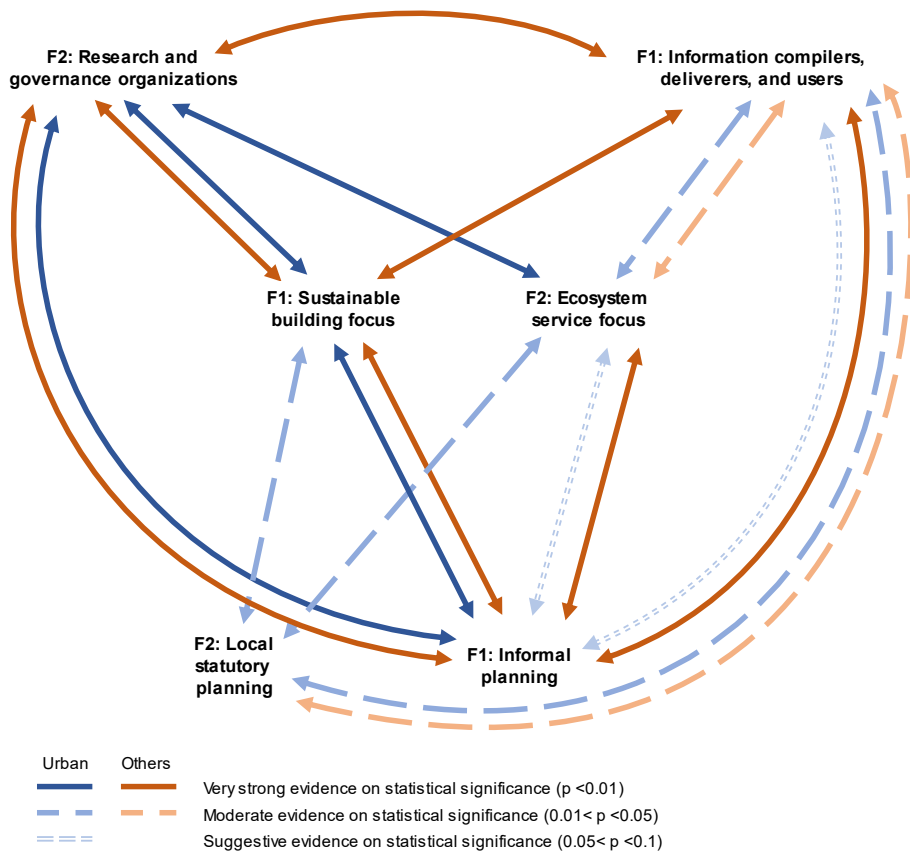 F2: Research and
governance organizations
F1: Information compilers,
deliverers, and users
F1: Sustainable
building focus
F2: Ecosystem
service focus
F2: Local
statutory
planning
F1: Informal
planning
Urban Others
Very strong evidence on statistical significance (p <0.01)
Moderate evidence on statistical significance (0.01< p <0.05)
Suggestive evidence on statistical significance (0.05< p <0.1)